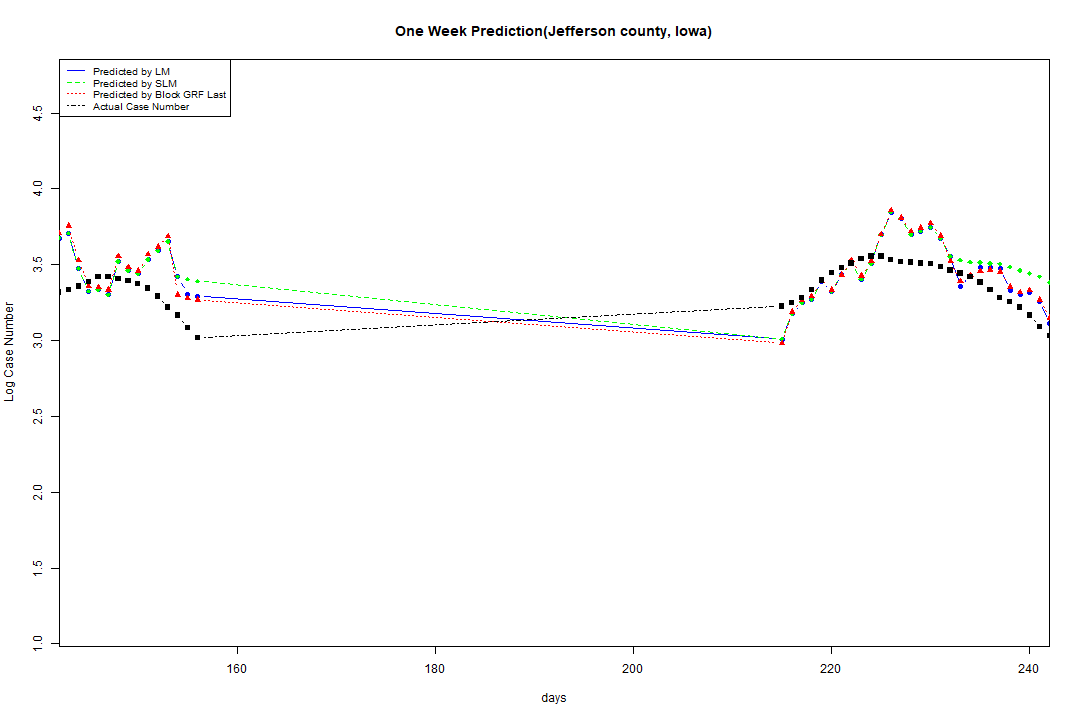 One Week Prediction(Jefferson county, Iowa)
Predicted by LM
Predicted by SLM
Predicted by Block GRF Last
Actual Case Number
4.5
4.0
3.5
3.0
2.5
2.0
1.5
1.0
Log Case Number
160
180
200
220
240
days